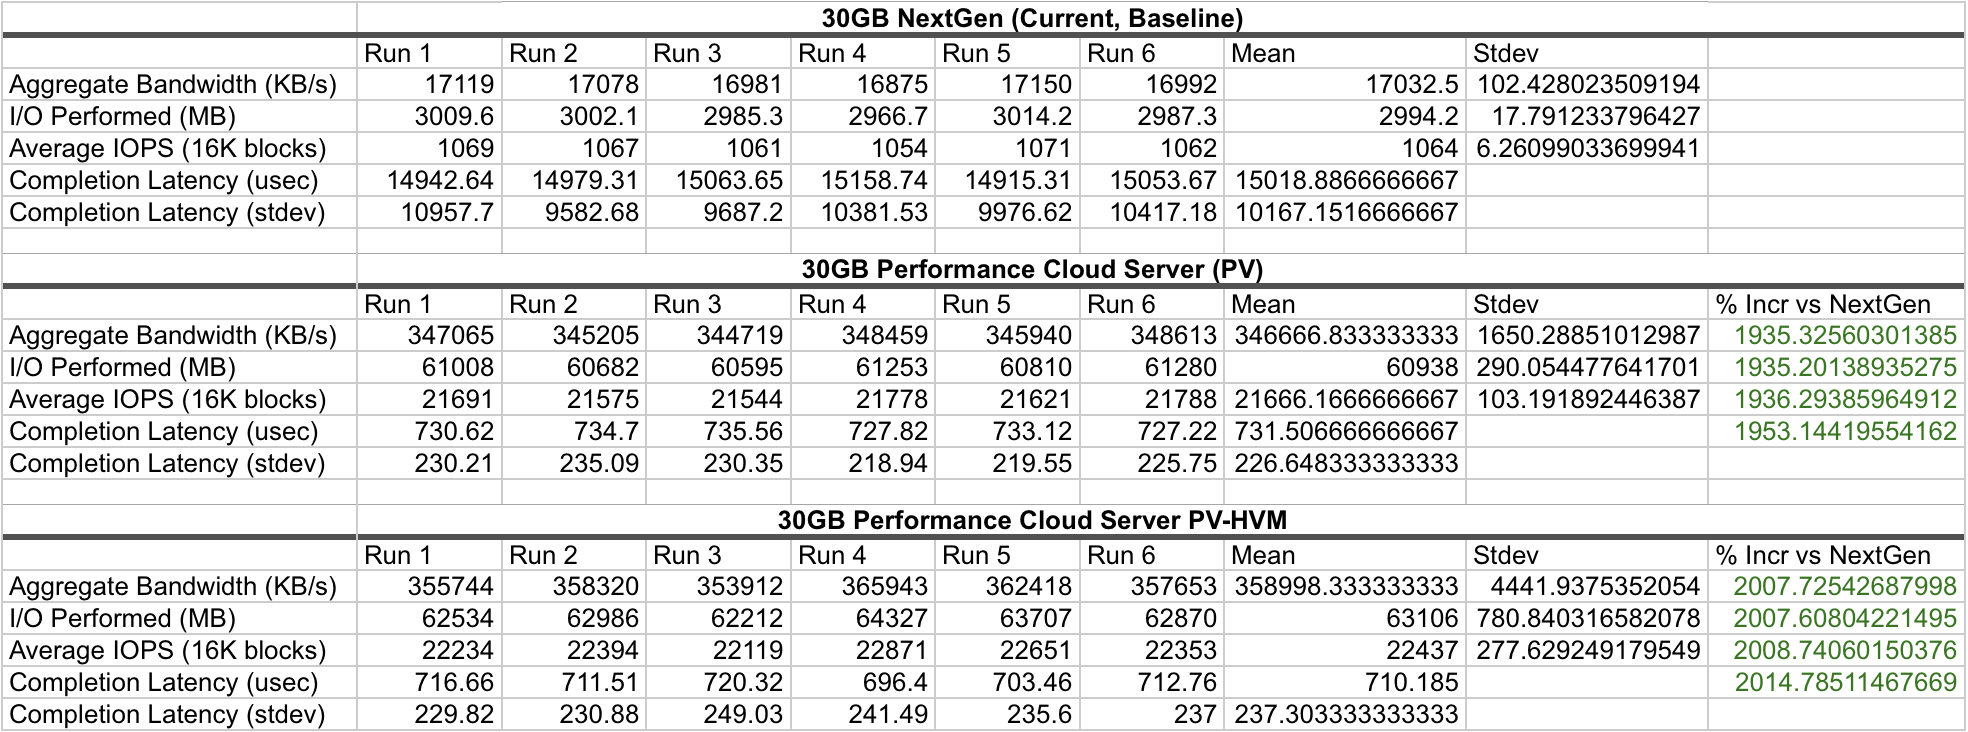 30GB NextGen (Current, Baseline)
Run 1 Run 2 Run 3 Run 4 Run 5 Run 6 Mean Stdev
Aggregate Bandwidth (KB/s) 17119 17078 16981 16875 17150 16992 17032.5 102.428023509194
I/O Performed (MB) 3009.6 3002.1 2985.3 2966.7 3014.2 2987.3 2994.2 17.791233796427
Average IOPS (16K blocks) 1069 1067 1061 1054 1071 1062 1064 6.26099033699941
Completion Latency (usec) 14942.64 14979.31 15063.65 15158.74 14915.31 15053.67 15018.8866666667
Completion Latency (stdev) 10957.7 9582.68 9687.2 10381.53 9976.62 10417.18 10167.1516666667
30GB Performance Cloud Server (PV)
Run 1 Run 2 Run 3 Run 4 Run 5 Run 6 Mean Stdev % Incr vs NextGen
Aggregate Bandwidth (KB/s) 347065 345205 344719 348459 345940 348613 346666.833333333 1650.28851012987 1935.32560301385
I/O Performed (MB) 61008 60682 60595 61253 60810 61280 60938 290.054477641701 1935.20138935275
Average IOPS (16K blocks) 21691 21575 21544 21778 21621 21788 21666.1666666667 103.191892446387 1936.29385964912
Completion Latency (usec) 730.62 734.7 735.56 727.82 733.12 727.22 731.506666666667 1953.14419554162
Completion Latency (stdev) 230.21 235.09 230.35 218.94 219.55 225.75 226.648333333333
30GB Performance Cloud Server PV-HVM
Run 1 Run 2 Run 3 Run 4 Run 5 Run 6 Mean Stdev % Incr vs NextGen
Aggregate Bandwidth (KB/s) 355744 358320 353912 365943 362418 357653 358998.333333333 4441.9375352054 2007.72542687998
I/O Performed (MB) 62534 62986 62212 64327 63707 62870 63106 780.840316582078 2007.60804221495
Average IOPS (16K blocks) 22234 22394 22119 22871 22651 22353 22437 277.629249179549 2008.74060150376
Completion Latency (usec) 716.66 711.51 720.32 696.4 703.46 712.76 710.185 2014.78511467669
Completion Latency (stdev) 229.82 230.88 249.03 241.49 235.6 237 237.303333333333